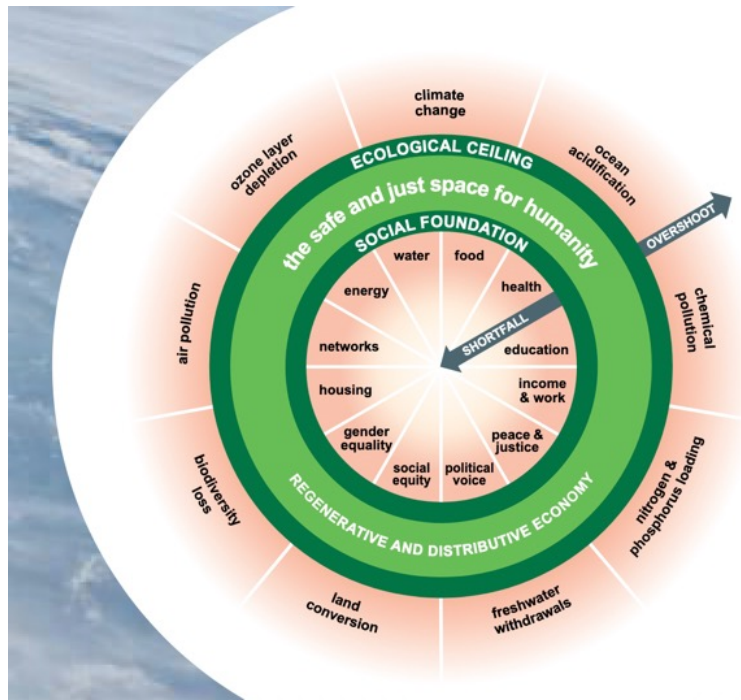 climate
change
ocean
acidification
chemical
pollution
nitrogen &
phosphorus loading
freshwater
withdrawals
land
conversion
biodiversity
loss
air pollution
ozone layer
depletion
OVERSHOOT
ECOLOGICAL CEILING
the safe and just space for humanity
SOCIAL FOUNDATION
water
food
health
SHORTFALL
education
income
& work
peace &
justice
political
voice
social
equity
gender
equality
housing
networks
energy
REGENERATIVE AND DISTRIBUTIVE ECONOMY